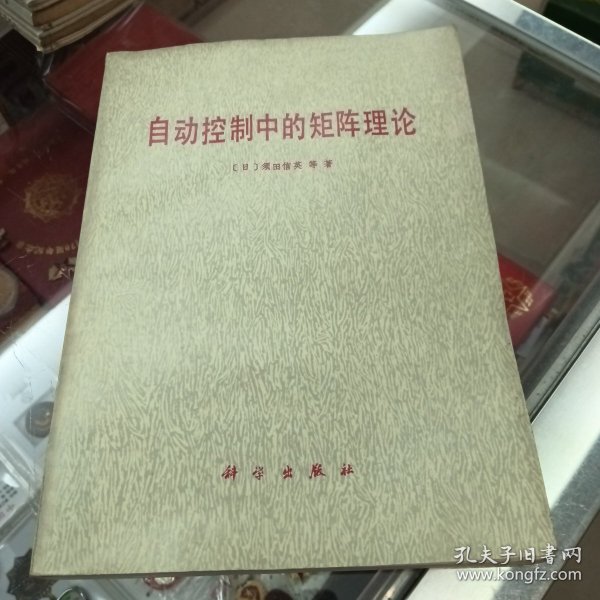 自动控制中的矩阵理论
〔日〕须田信英 等 著
科学出版社
孔夫子旧书网
www.kongfz.com